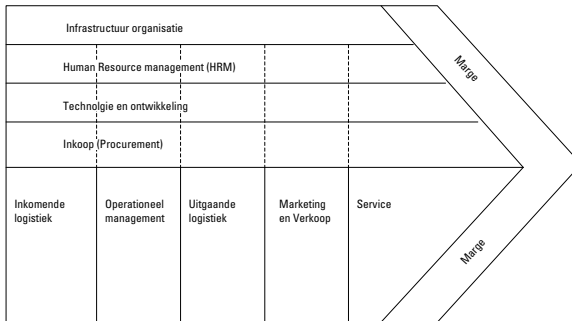 Infrastructuur organisatie
Human Resource management (HRM)
Technolgie en ontwikkeling
Inkoop (Procurement)
Marge
Inkomende
logistiek
Operationeel
management
Uitgaande
logistiek
Marketing
en Verkoop
Service
Marge